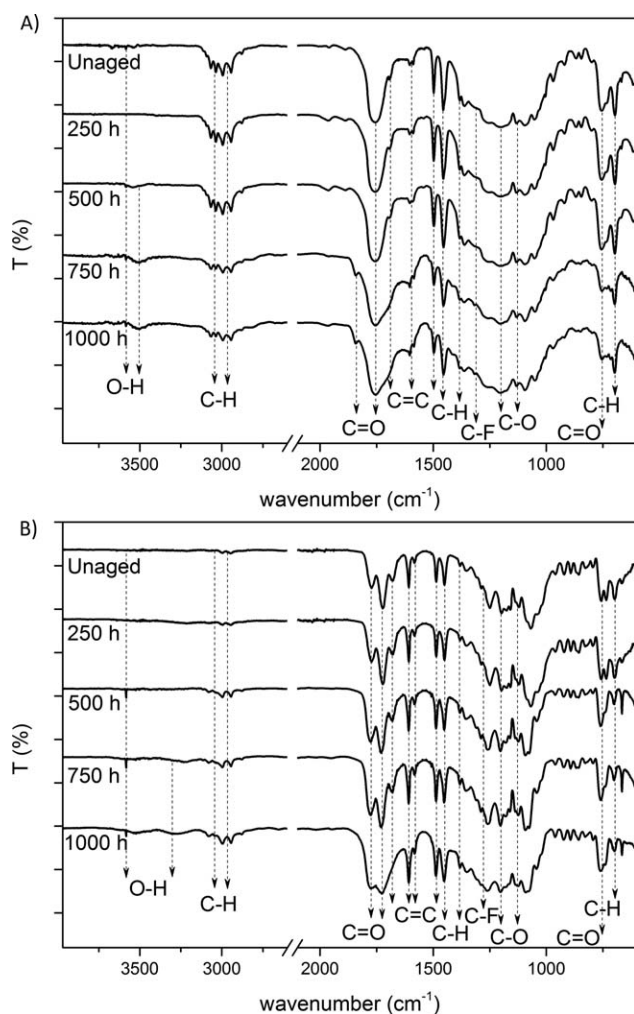 A)
Unaged
250 h
500 h
750 h
1000 h
T (%)
O-H
C-H
C=O
C=C
C-H
C-F
C-O
C=O
C-H
3500 3000 2000 1500 1000
wavenumber (cm⁻¹)
B)
Unaged
250 h
500 h
750 h
1000 h
T (%)
O-H
C-H
C=O
C=C
C-H
C-F
C-O
C=O
C-H
3500 3000 2000 1500 1000
wavenumber (cm⁻¹)